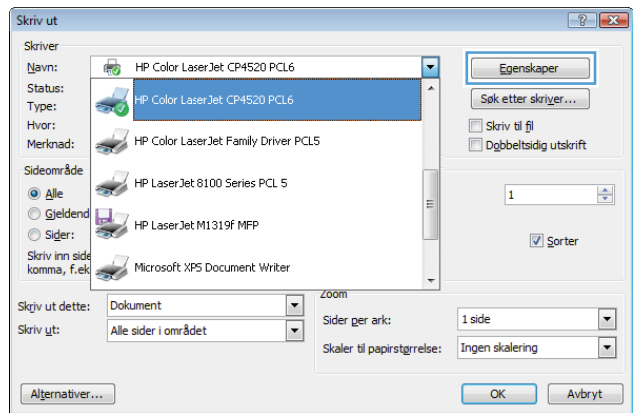 Skriv ut
Skriver
Navn: HP Color LaserJet CP4520 PCL6 Egenskaper
Status: HP Color LaserJet CP4520 PCL6 Søk etter skriver...
Type:
Hvor: HP Color LaserJet Family Driver PCL5 Skriv til fil
Merknad: Dobbeltsidig utskrift
Sideområde HP LaserJet 8100 Series PCL 5
Alle 1
Gjeldend HP LaserJet M1319f MFP
Sider: Sorter
Skriv inn side
komma, f.ek Microsoft XPS Document Writer
Zoom
Skriv ut dette: Dokument Sider per ark: 1 side
Skriv ut: Alle sider i området Skaler til papirstørrelse: Ingen skalering
Alternativer... OK Avbryt